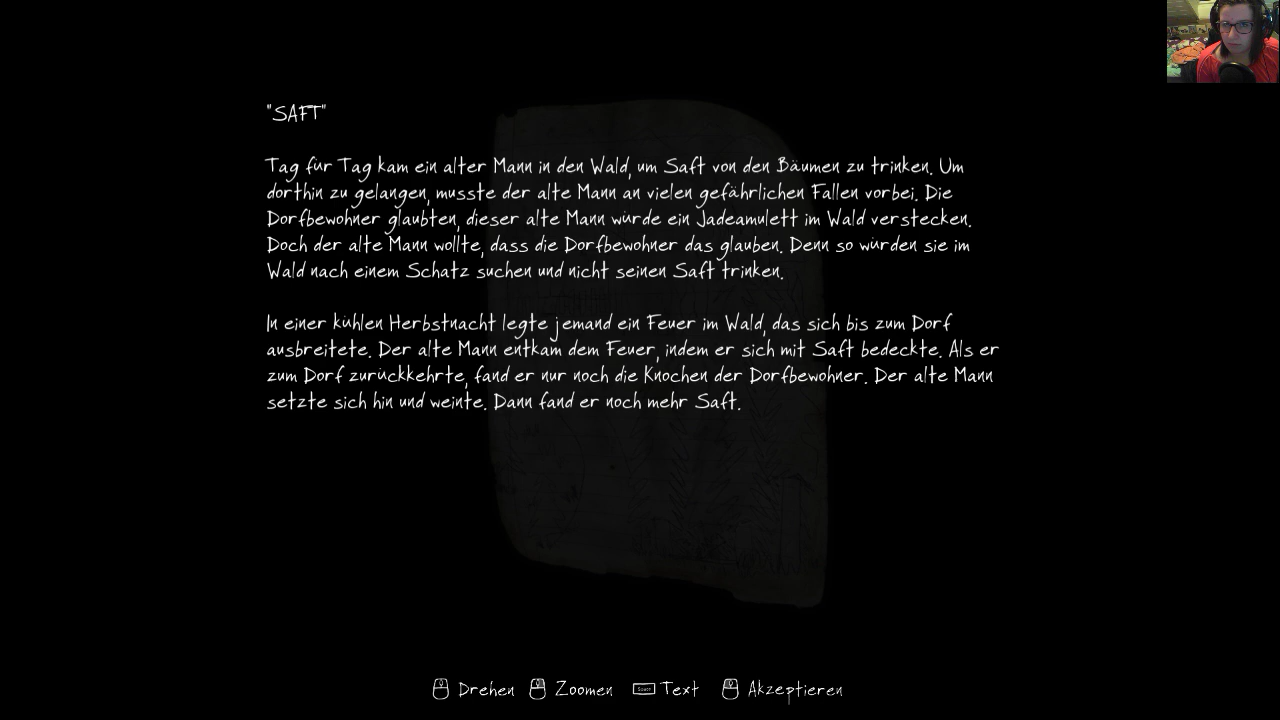 "SAFT"
Tag für Tag kam ein alter Mann in den Wald, um Saft von den Bäumen zu trinken. Um
dorthin zu gelangen, musste der alte Mann an vielen gefährlichen Fallen vorbei. Die
Dorfbewohner glaubten, dieser alte Mann würde ein Jadeamulett im Wald verstecken.
Doch der alte Mann wollte, dass die Dorfbewohner das glauben. Denn so würden sie im
Wald nach einem Schatz suchen und nicht seinen Saft trinken.
In einer kühlen Herbstnacht legte jemand ein Feuer im Wald, das sich bis zum Dorf
ausbreitete. Der alte Mann entkam dem Feuer, indem er sich mit Saft bedeckte. Als er
zum Dorf zurückkehrte, fand er nur noch die Knochen der Dorfbewohner. Der alte Mann
setzte sich hin und weinte. Dann fand er noch mehr Saft.
Drehen Zoomen Text Akzeptieren